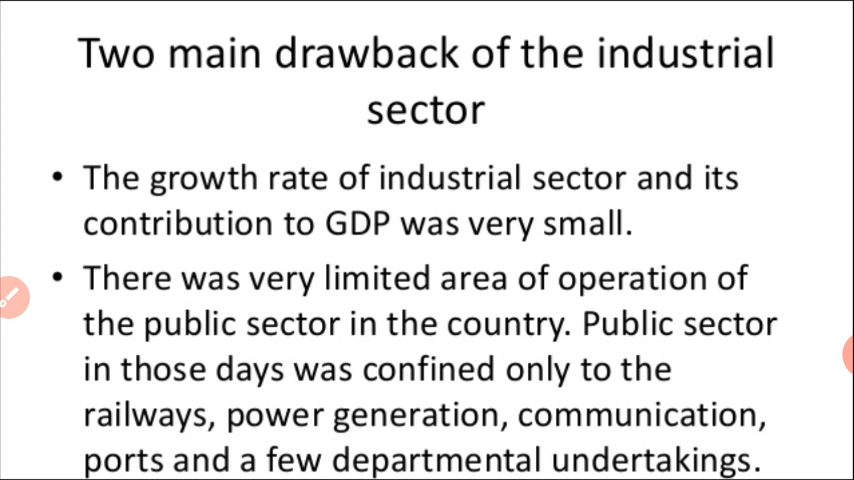 Two main drawback of the industrial
sector
• The growth rate of industrial sector and its
contribution to GDP was very small.
• There was very limited area of operation of
the public sector in the country. Public sector
in those days was confined only to the
railways, power generation, communication,
ports and a few departmental undertakings.